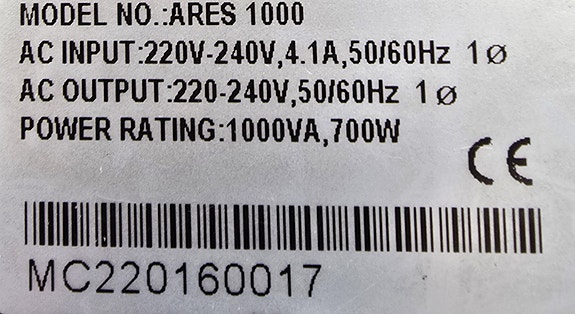 MODEL NO.:ARES 1000
AC INPUT:220V-240V,4.1A,50/60Hz 1Ø
AC OUTPUT:220-240V,50/60Hz 1Ø
POWER RATING:1000VA,700W
CE
MC220160017